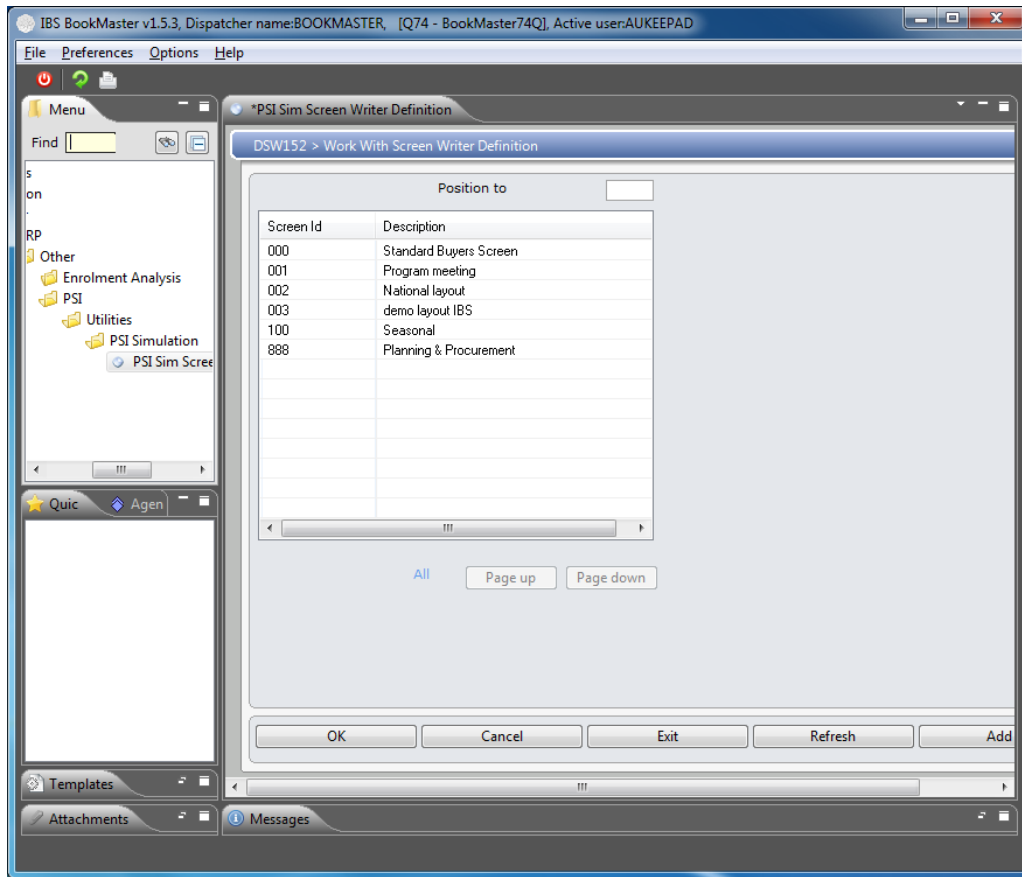 IBS BookMaster v1.5.3, Dispatcher name:BOOKMASTER, [Q74 - BookMaster74Q], Active user:AUKEEPAD
File Preferences Options Help
Menu
Find
s
on
RP
Other
Enrolment Analysis
PSI
Utilities
PSI Simulation
PSI Sim Scree
Quic
Agen
Templates
Attachments
*PSI Sim Screen Writer Definition
DSW152 > Work With Screen Writer Definition
Position to
Screen Id Description
000 Standard Buyers Screen
001 Program meeting
002 National layout
003 demo layout IBS
100 Seasonal
888 Planning & Procurement
All Page up Page down
OK Cancel Exit Refresh Add
Messages